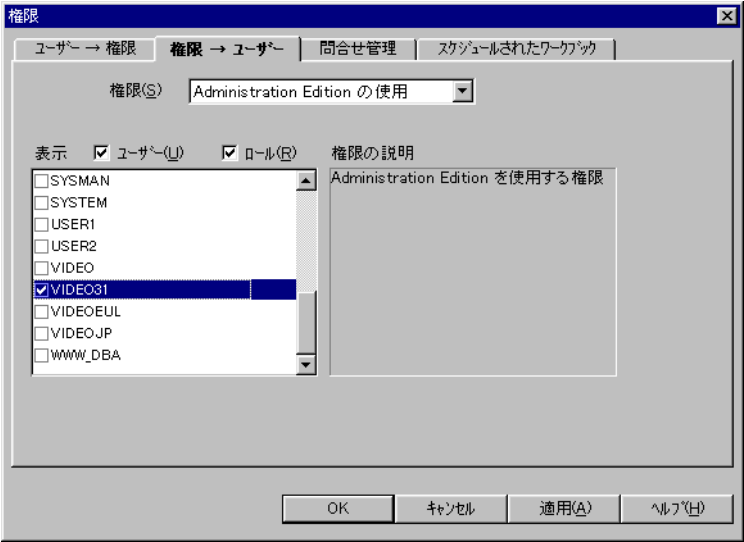 権限
ﾕｰｻﾞｰ → 権限
権限 → ﾕｰｻﾞｰ
問合せ管理
ｽｹｼﾞｭｰﾙされたﾜｰｸﾌﾞｯｸ
権限(S)
Administration Edition の使用
表示
ﾕｰｻﾞｰ(U)
ﾛｰﾙ(R)
権限の説明
SYSMAN
SYSTEM
USER1
USER2
VIDEO
VIDEO31
VIDEOEUL
VIDEOJP
WWW_DBA
Administration Edition を使用する権限
OK
ｷｬﾝｾﾙ
適用(A)
ﾍﾙﾌﾟ(H)